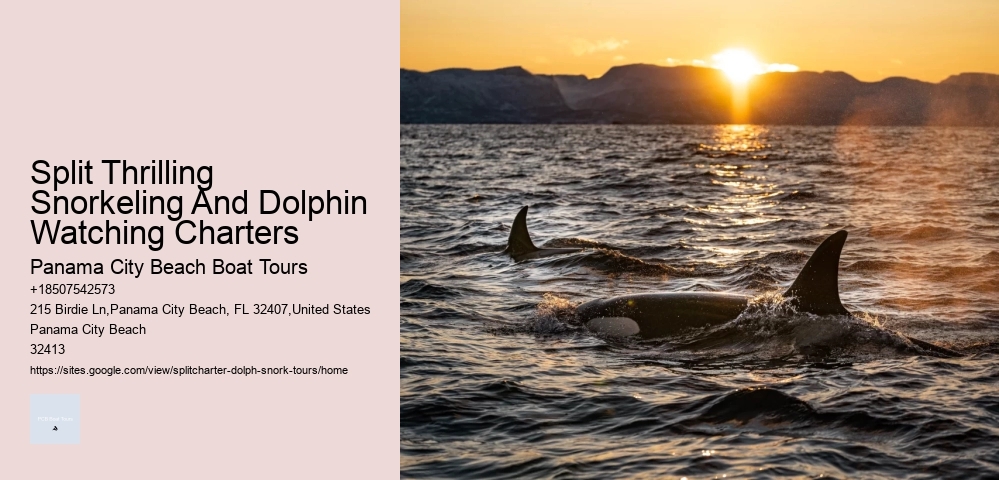 Split Thrilling
Snorkeling And Dolphin
Watching Charters
Panama City Beach Boat Tours
+18507542573
215 Birdie Ln,Panama City Beach, FL 32407,United States
Panama City Beach
32413
https://sites.google.com/view/splitcharter-dolph-snork-tours/home